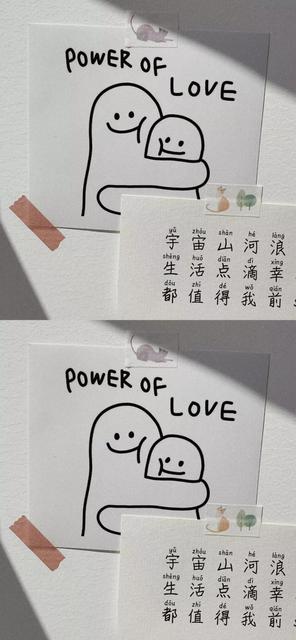 POWER OF
LOVE
yǔ zhòu shān hé làng
宇宙山河浪
shēng huó diǎn dī xìng
生活点滴幸
dōu zhí dé wǒ qián
都值得我前
POWER OF
LOVE
yǔ zhòu shān hé làng
宇宙山河浪
shēng huó diǎn dī xìng
生活点滴幸
dōu zhí dé wǒ qián
都值得我前